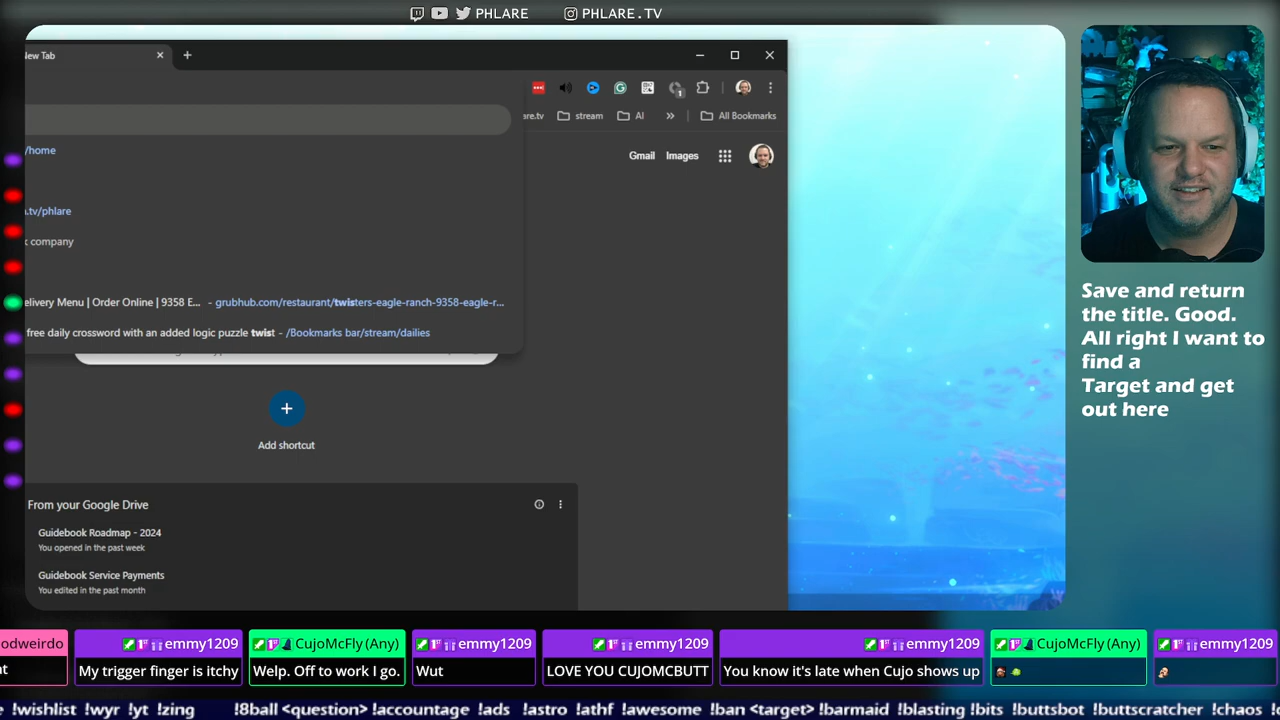 PHLARE PHLARE.TV
ew Tab
re.tv stream AI » All Bookmarks
/home
Gmail Images
.tv/phlare
company
elivery Menu | Order Online | 9358 E... - grubhub.com/restaurant/twisters-eagle-ranch-9358-eagle-r...
free daily crossword with an added logic puzzle twist - /Bookmarks bar/stream/dailies
Add shortcut
From your Google Drive
Guidebook Roadmap - 2024
You opened in the past week
Guidebook Service Payments
You edited in the past month
Save and return
the title. Good.
All right I want to
find a
Target and get
out here
odweirdo emmy1209 CujoMcFly (Any) emmy1209 emmy1209 emmy1209 CujoMcFly (Any) emmy1209
My trigger finger is itchy Welp. Off to work I go. Wut LOVE YOU CUJOMCBUTT You know it's late when Cujo shows up
!wishlist !wyr !yt !zing !8ball <question> !accountage !ads !astro !athf !awesome !ban <target> !barmaid !blasting !bits !buttsbot !buttscratcher !chaos